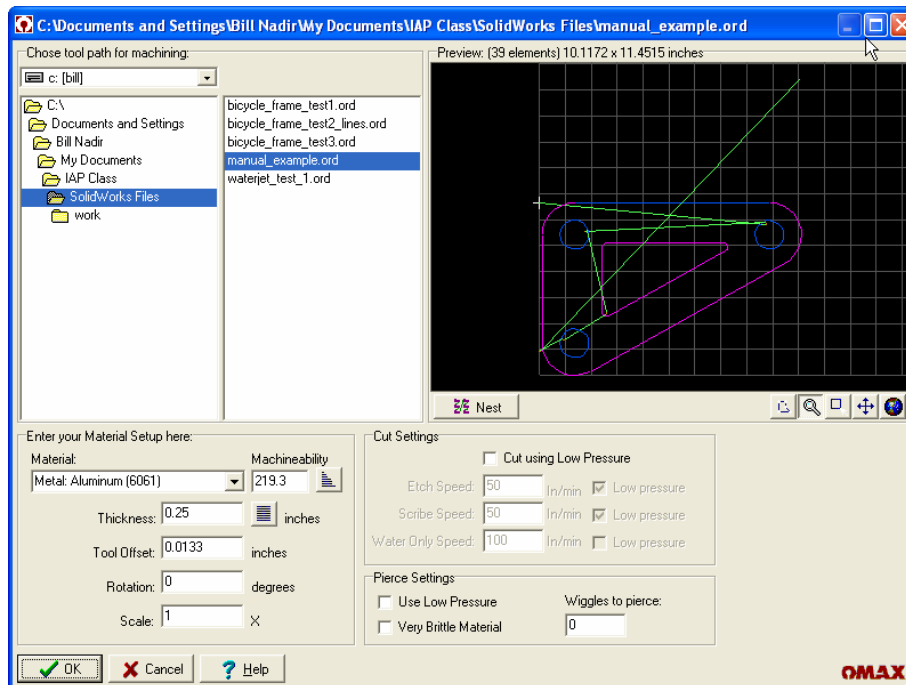 C:\Documents and Settings\Bill Nadir\My Documents\IAP Class\SolidWorks Files\manual_example.ord
Chose tool path for machining:
c: [bill]
C:\
Documents and Settings
Bill Nadir
My Documents
IAP Class
SolidWorks Files
work
bicycle_frame_test1.ord
bicycle_frame_test2_lines.ord
bicycle_frame_test3.ord
manual_example.ord
waterjet_test_1.ord
Preview: (39 elements) 10.1172 x 11.4515 inches
Nest
Enter your Material Setup here:
Material: Machineability
Metal: Aluminum (6061) 219.3
Thickness: 0.25 inches
Tool Offset: 0.0133 inches
Rotation: 0 degrees
Scale: 1 X
Cut Settings
Cut using Low Pressure
Etch Speed: 50 In/min Low pressure
Scribe Speed: 50 In/min Low pressure
Water Only Speed: 100 In/min Low pressure
Pierce Settings
Use Low Pressure Wiggles to pierce:
Very Brittle Material 0
OK Cancel Help
OMAX